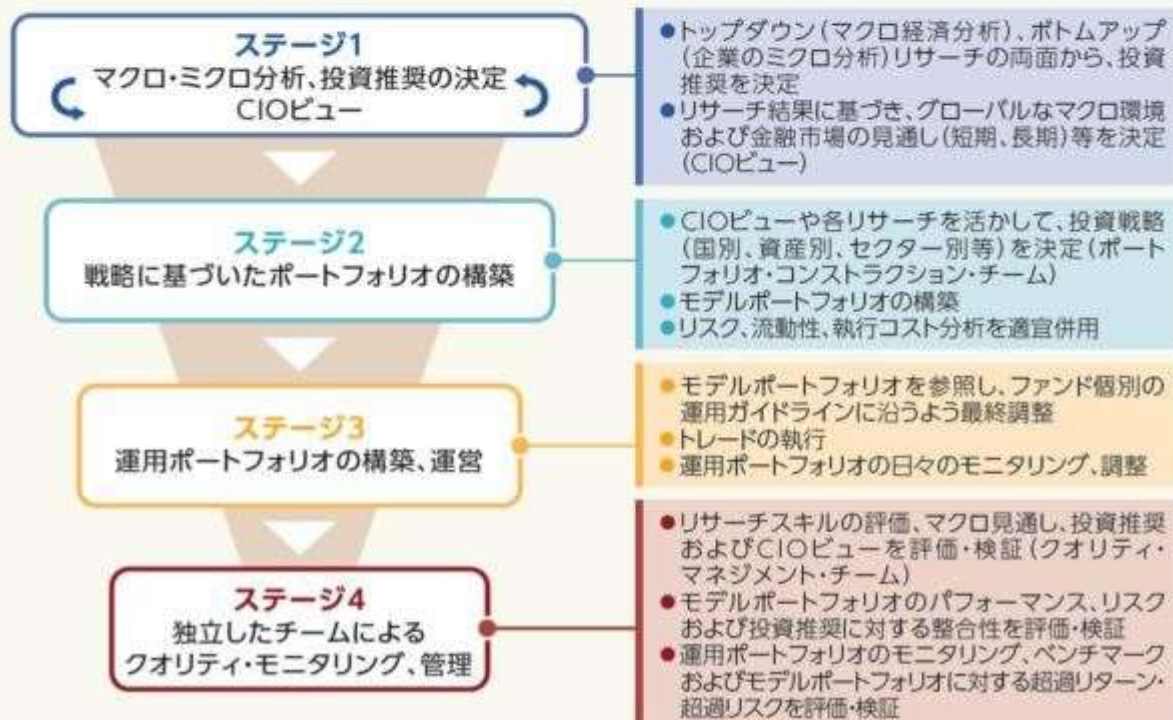 ステージ1
マクロ・ミクロ分析、投資推奨の決定
CIOビュー
●トップダウン(マクロ経済分析)、ボトムアップ
(企業のミクロ分析)リサーチの両面から、投資
推奨を決定
●リサーチ結果に基づき、グローバルなマクロ環境
および金融市場の見通し(短期、長期)等を決定
(CIOビュー)
ステージ2
戦略に基づいたポートフォリオの構築
●CIOビューや各リサーチを活かして、投資戦略
(国別、資産別、セクター別等)を決定(ポート
フォリオ・コンストラクション・チーム)
●モデルポートフォリオの構築
●リスク、流動性、執行コスト分析を適宜併用
ステージ3
運用ポートフォリオの構築、運営
●モデルポートフォリオを参照し、ファンド個別の
運用ガイドラインに沿うよう最終調整
●トレードの執行
●運用ポートフォリオの日々のモニタリング、調整
ステージ4
独立したチームによる
クオリティ・モニタリング、管理
●リサーチスキルの評価、マクロ見通し、投資推奨
およびCIOビューを評価・検証(クオリティ・
マネジメント・チーム)
●モデルポートフォリオのパフォーマンス、リスク
および投資推奨に対する整合性を評価・検証
●運用ポートフォリオのモニタリング、ベンチマーク
およびモデルポートフォリオに対する超過リターン・
超過リスクを評価・検証